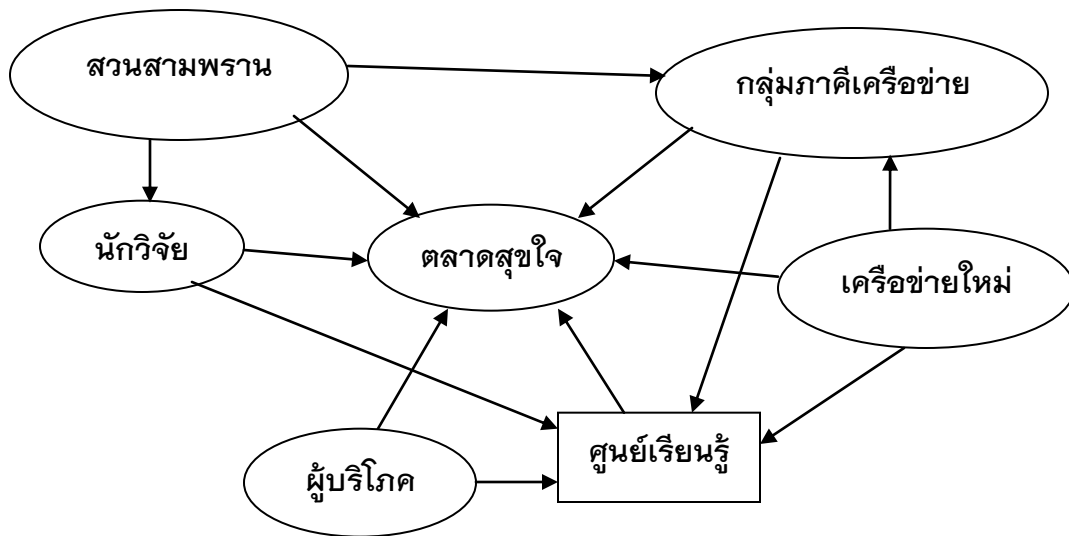 สวนสามพราน
กลุ่มภาคีเครือข่าย
นักวิจัย
ตลาดสุขใจ
เครือข่ายใหม่
ศูนย์เรียนรู้
ผู้บริโภค